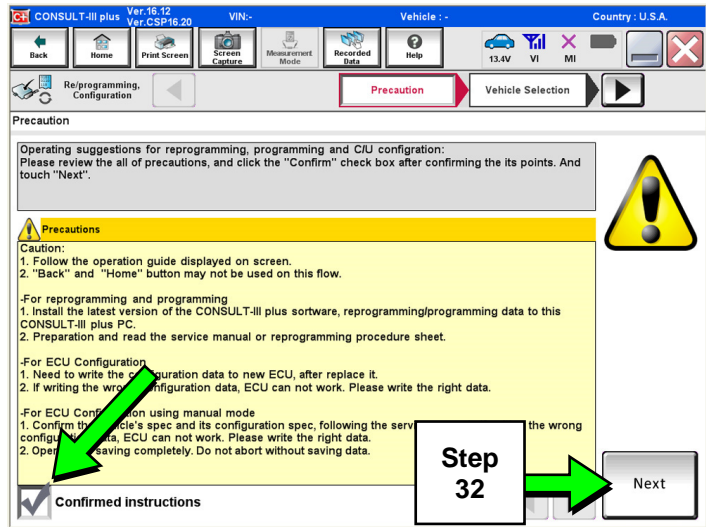 CONSULT-III plus Ver.16.12
Ver.CSP16.20
VIN:-
Vehicle : -
Country : U.S.A.
Back
Home
Print Screen
Screen
Capture
Measurement
Mode
Recorded
Data
Help
13.4V
VI
MI
Re/programming,
Configuration
Precaution
Vehicle Selection
Precaution
Operating suggestions for reprogramming, programming and C/U configration:
Please review the all of precautions, and click the "Confirm" check box after confirming the its points. And
touch "Next".
Precautions
Caution:
1. Follow the operation guide displayed on screen.
2. "Back" and "Home" button may not be used on this flow.
-For reprogramming and programming
1. Install the latest version of the CONSULT-III plus sortware, reprogramming/programming data to this
CONSULT-III plus PC.
2. Preparation and read the service manual or reprogramming procedure sheet.
-For ECU Configuration
1. Need to write the configuration data to new ECU, after replace it.
2. If writing the configuration data, ECU can not work. Please write the right data.
-For ECU using manual mode
1. Confirm spec and its configuration spec, following the the wrong
ECU can not work. Please write the right data.
2. saving completely. Do not abort without saving data.
Confirmed instructions
Step
32
Next